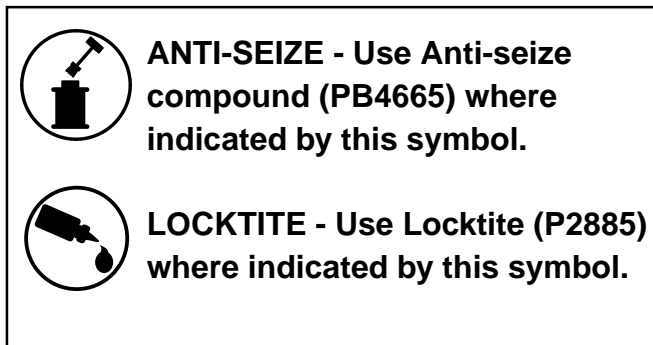 ANTI-SEIZE - Use Anti-seize
compound (PB4665) where
indicated by this symbol.
LOCKTITE - Use Locktite (P2885)
where indicated by this symbol.